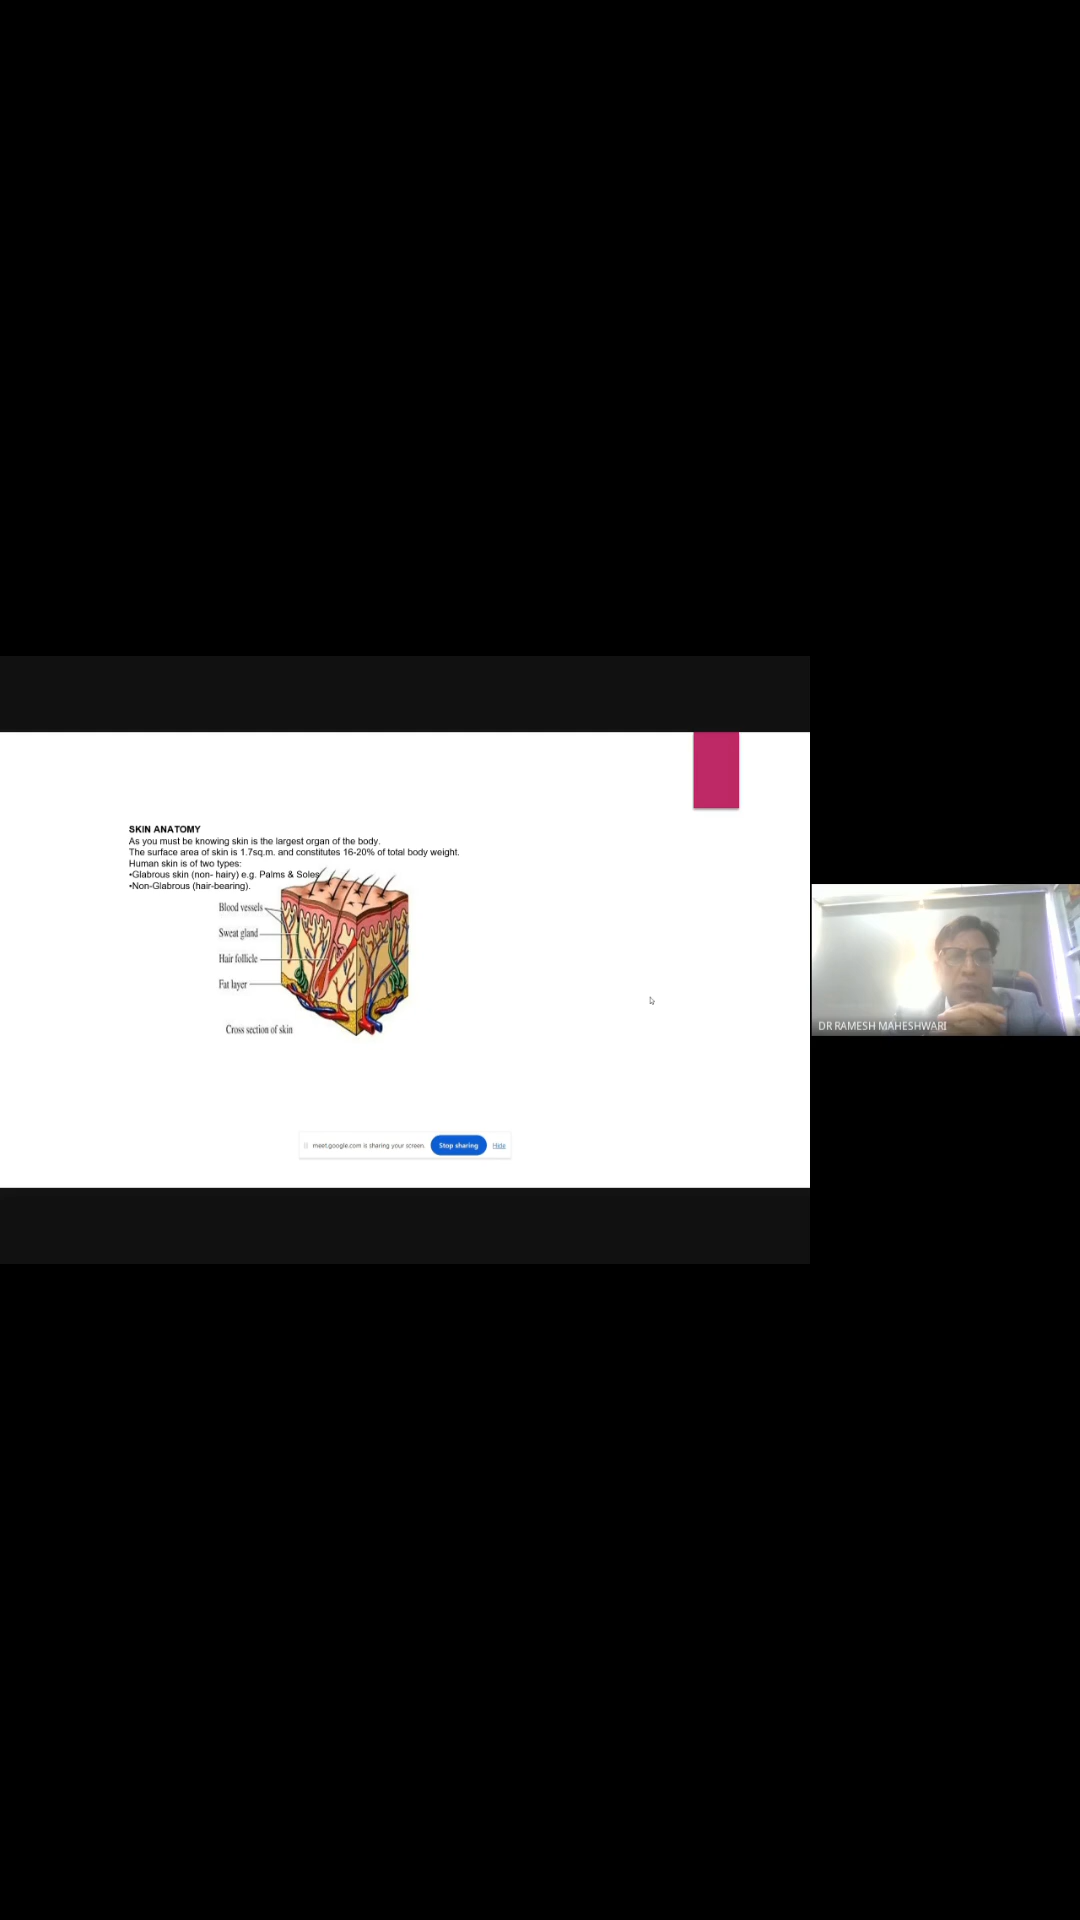 SKIN ANATOMY
As you must be knowing skin is the largest organ of the body.
The surface area of skin is 1.7sq.m. and constitutes 16-20% of total body weight.
Human skin is of two types:
•Glabrous skin (non- hairy) e.g. Palms & Soles
•Non-Glabrous (hair-bearing).
Blood vessels
Sweat gland
Hair follicle
Fat layer
Cross section of skin
DR RAMESH MAHESHWARI
meet.google.com is sharing your screen.
Stop sharing
Hide